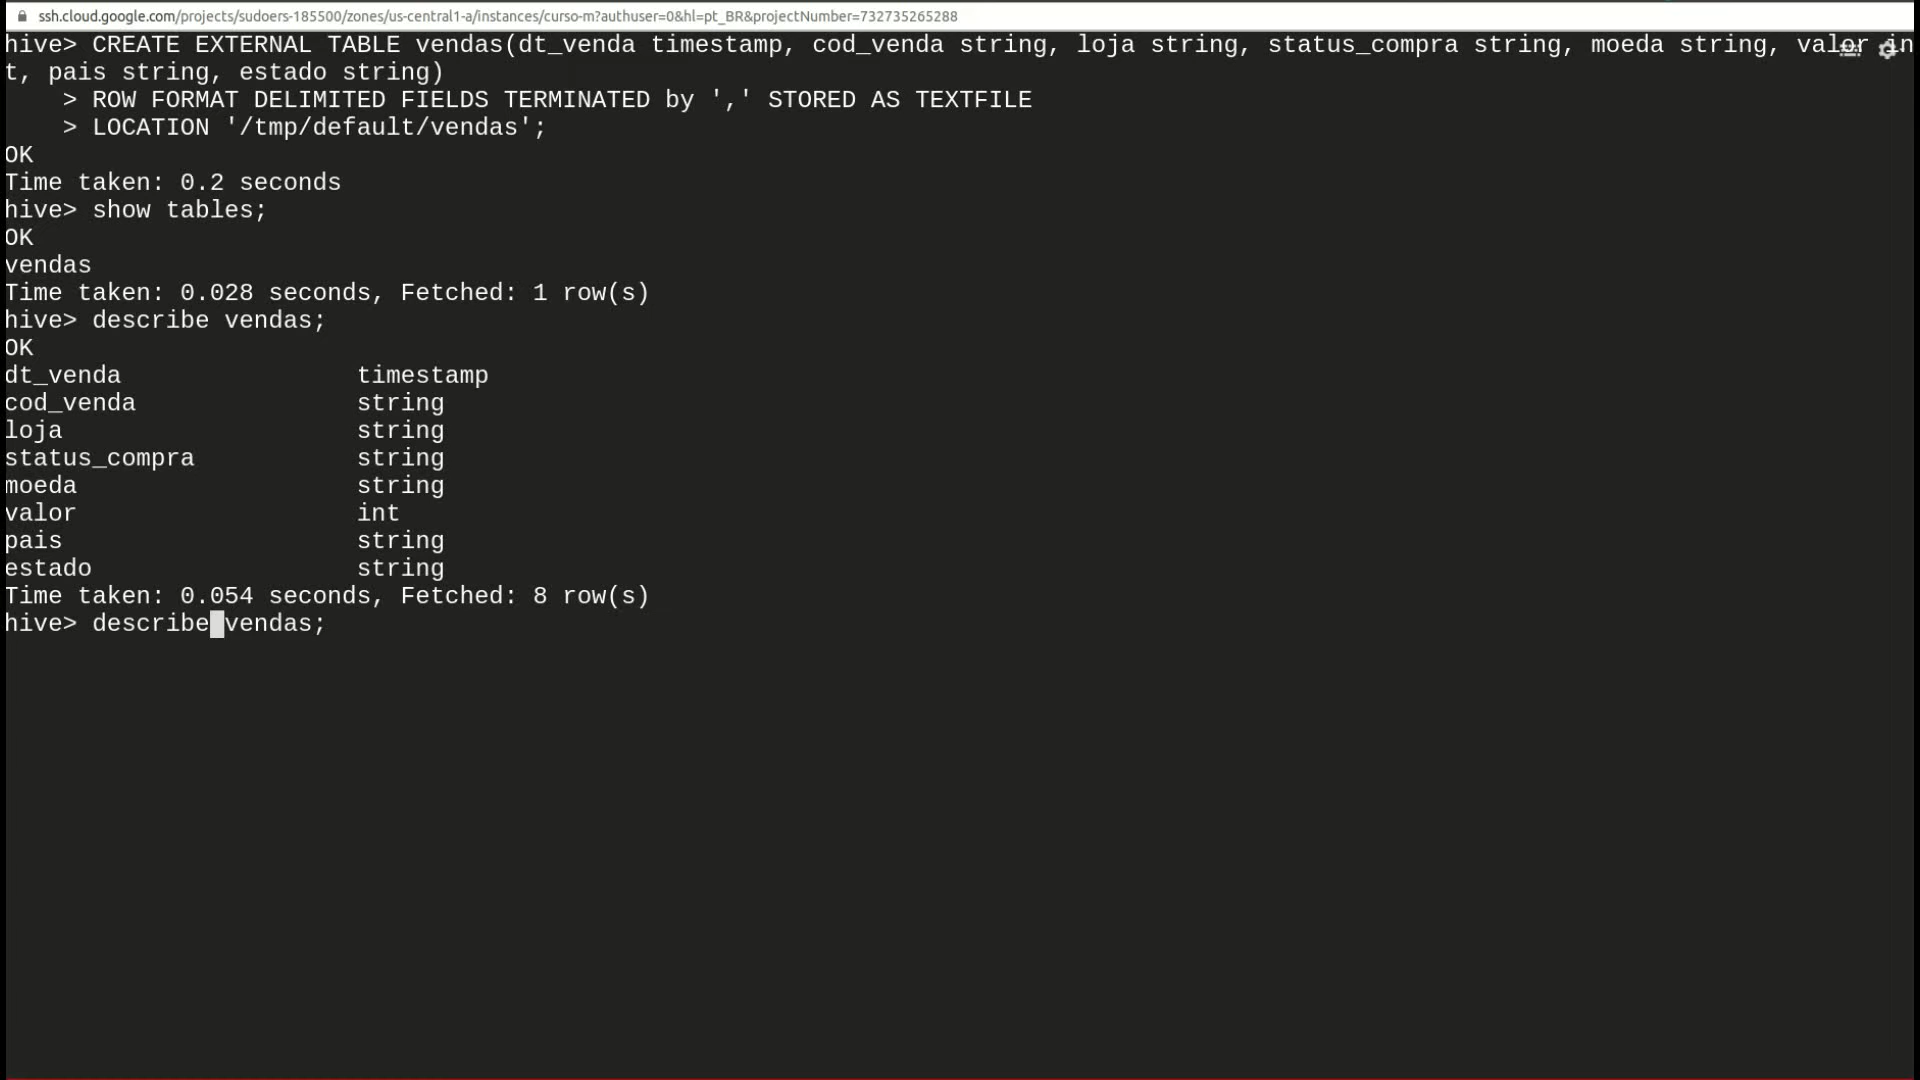 ssh.cloud.google.com/projects/sudoers-185500/zones/us-central1-a/instances/curso-m?authuser=0&hl=pt_BR&projectNumber=732735265288
hive> CREATE EXTERNAL TABLE vendas(dt_venda timestamp, cod_venda string, loja string, status_compra string, moeda string, valor in
t, pais string, estado string)
> ROW FORMAT DELIMITED FIELDS TERMINATED by ',' STORED AS TEXTFILE
> LOCATION '/tmp/default/vendas';
OK
Time taken: 0.2 seconds
hive> show tables;
OK
vendas
Time taken: 0.028 seconds, Fetched: 1 row(s)
hive> describe vendas;
OK
dt_venda timestamp
cod_venda string
loja string
status_compra string
moeda string
valor int
pais string
estado string
Time taken: 0.054 seconds, Fetched: 8 row(s)
hive> describe vendas;